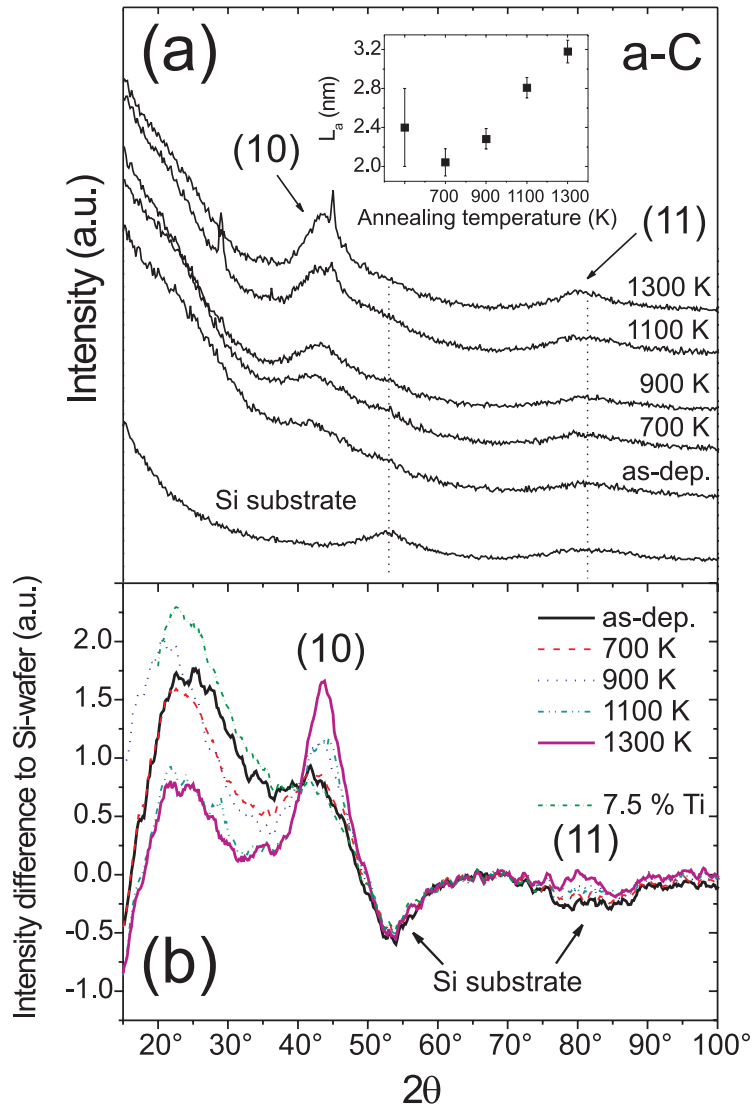 (a)
a-C
3.2
2.8
2.4
2.0
L_a (nm)
700 900 1100 1300
Annealing temperature (K)
(10)
(11)
Intensity (a.u.)
1300 K
1100 K
900 K
700 K
as-dep.
Si substrate
Intensity difference to Si-wafer (a.u.)
2.0
1.5
1.0
0.5
0.0
-0.5
-1.0
(10)
as-dep.
700 K
900 K
1100 K
1300 K
7.5 % Ti
(11)
(b)
Si substrate
20° 30° 40° 50° 60° 70° 80° 90° 100°
2θ